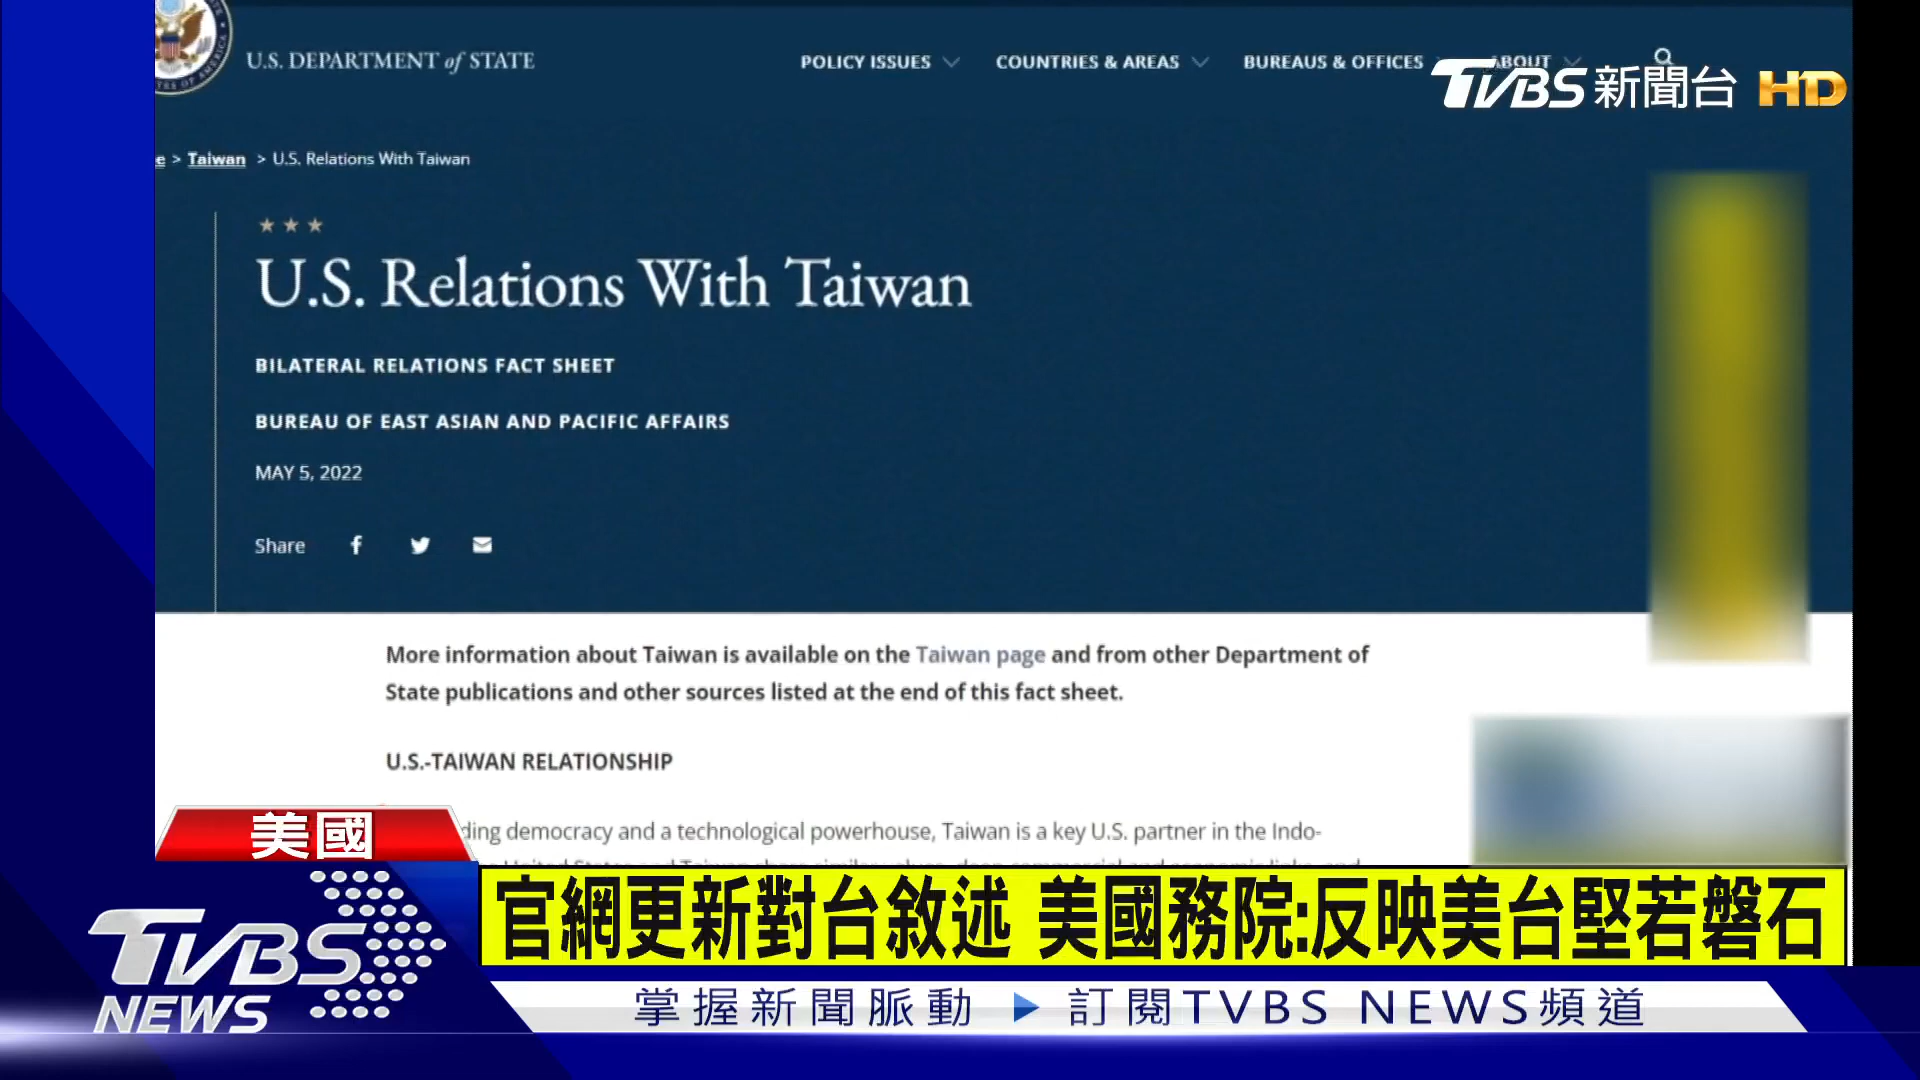 U.S. DEPARTMENT of STATE
POLICY ISSUES
COUNTRIES & AREAS
BUREAUS & OFFICES
ABOUT
TVBS新聞台 HD
e > Taiwan > U.S. Relations With Taiwan
U.S. Relations With Taiwan
BILATERAL RELATIONS FACT SHEET
BUREAU OF EAST ASIAN AND PACIFIC AFFAIRS
MAY 5, 2022
Share
More information about Taiwan is available on the Taiwan page and from other Department of
State publications and other sources listed at the end of this fact sheet.
U.S.-TAIWAN RELATIONSHIP
ding democracy and a technological powerhouse, Taiwan is a key U.S. partner in the Indo-
美國
官網更新對台敘述 美國務院:反映美台堅若磐石
TVBS
NEWS
掌握新聞脈動 ▶ 訂閱TVBS NEWS頻道